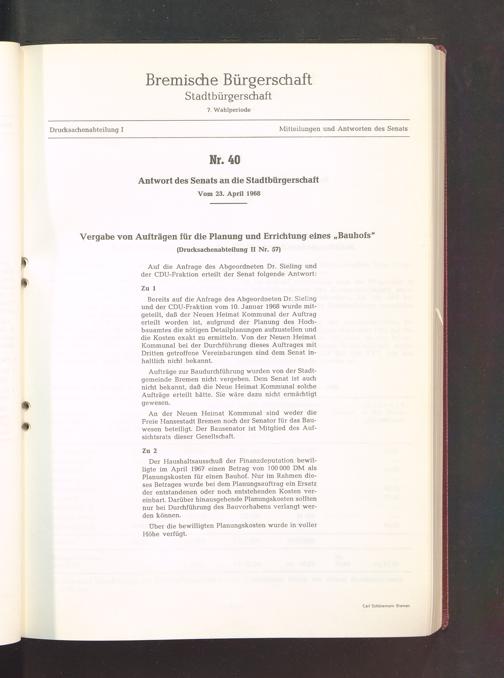 Bremische Bürgerschaft
Stadtbürgerschaft
7. Wahlperiode
Drucksachenabteilung I Mitteilungen und Antworten des Senats
Nr. 40
Antwort des Senats an die Stadtbürgerschaft
Vom 23. April 1968
Vergabe von Aufträgen für die Planung und Errichtung eines „Bauhofs"
(Drucksachenabteilung II Nr. 57)
Auf die Anfrage des Abgeordneten Dr. Sieling und
der CDU-Fraktion erteilt der Senat folgende Antwort:
Zu 1
Bereits auf die Anfrage des Abgeordneten Dr. Sieling
und der CDU-Fraktion vom 10. Januar 1968 wurde mit-
geteilt, daß der Neuen Heimat Kommunal der Auftrag
erteilt worden ist, aufgrund der Planung des Hoch-
bauamtes die nötigen Detailplanungen aufzustellen und
die Kosten exakt zu ermitteln. Von der Neuen Heimat
Kommunal bei der Durchführung dieses Auftrages mit
Dritten getroffene Vereinbarungen sind dem Senat in-
haltlich nicht bekannt.
Aufträge zur Baudurchführung wurden von der Stadt-
gemeinde Bremen nicht vergeben. Dem Senat ist auch
nicht bekannt, daß die Neue Heimat Kommunal solche
Aufträge erteilt hätte. Sie wäre dazu nicht ermächtigt
gewesen.
An der Neuen Heimat Kommunal sind weder die
Freie Hansestadt Bremen noch der Senator für das Bau-
wesen beteiligt. Der Bausenator ist Mitglied des Auf-
sichtsrats dieser Gesellschaft.
Zu 2
Der Haushaltsausschuß der Finanzdeputation bewil-
ligte im April 1967 einen Betrag von 100 000 DM als
Planungskosten für einen Bauhof. Nur im Rahmen die-
ses Betrages wurde bei dem Planungsauftrag ein Ersatz
der entstandenen oder noch entstehenden Kosten ver-
einbart. Darüber hinausgehende Planungskosten sollten
nur bei Durchführung des Bauvorhabens verlangt wer-
den können.
Über die bewilligten Planungskosten wurde in voller
Höhe verfügt.
Carl Schünemann Bremen